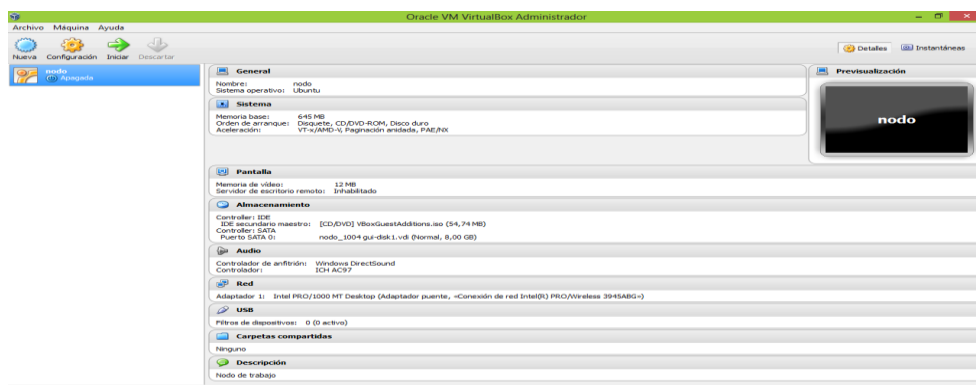 Oracle VM VirtualBox Administrador
Archivo Máquina Ayuda
Nueva Configuración Iniciar Descartar
Detalles Instantáneas
nodo
Apagada
General
Nombre: nodo
Sistema operativo: Ubuntu
Previsualización
nodo
Sistema
Memoria base: 645 MB
Orden de arranque: Disquete, CD/DVD-ROM, Disco duro
Aceleración: VT-x/AMD-V, Paginación anidada, PAE/NX
Pantalla
Memoria de vídeo: 12 MB
Servidor de escritorio remoto: Inhabilitado
Almacenamiento
Controller: IDE
IDE secundario maestro: [CD/DVD] VBoxGuestAdditions.iso (54,74 MB)
Controller: SATA
Puerto SATA 0: nodo_1004 gui-disk1.vdi (Normal, 8,00 GB)
Audio
Controlador de anfitrión: Windows DirectSound
Controlador: ICH AC97
Red
Adaptador 1: Intel PRO/1000 MT Desktop (Adaptador puente, «Conexión de red Intel(R) PRO/Wireless 3945ABG»)
USB
Filtros de dispositivos: 0 (0 activo)
Carpetas compartidas
Ninguno
Descripción
Nodo de trabajo